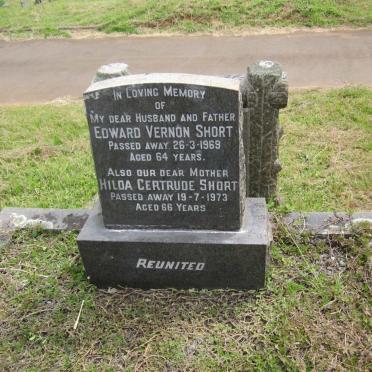 In Loving Memory
of
My dear Husband and Father
Edward Vernon Short
Passed away 26-3-1969
Aged 64 years.
Also our dear Mother
Hilda Gertrude Short
Passed away 19-7-1973
Aged 66 years
Reunited